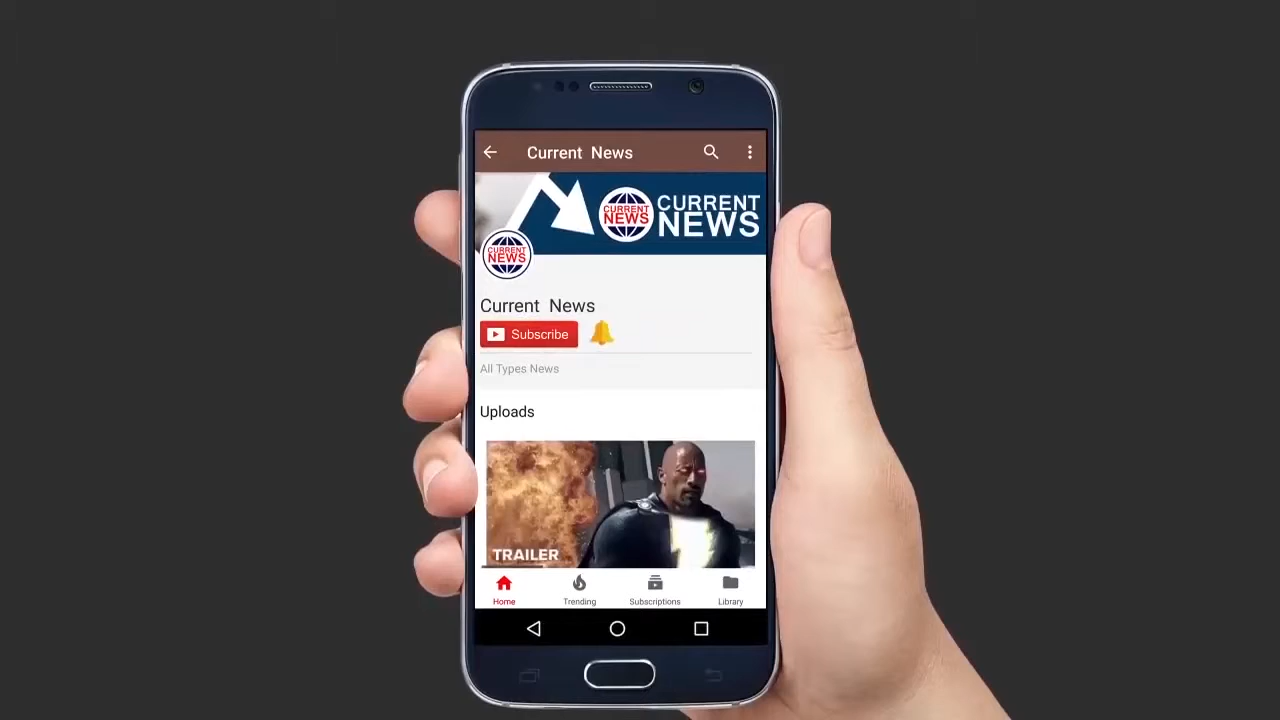 Current News
CURRENT
NEWS
CURRENT
NEWS
CURRENT
NEWS
Current News
Subscribe
All Types News
Uploads
TRAILER
Home
Trending
Subscriptions
Library